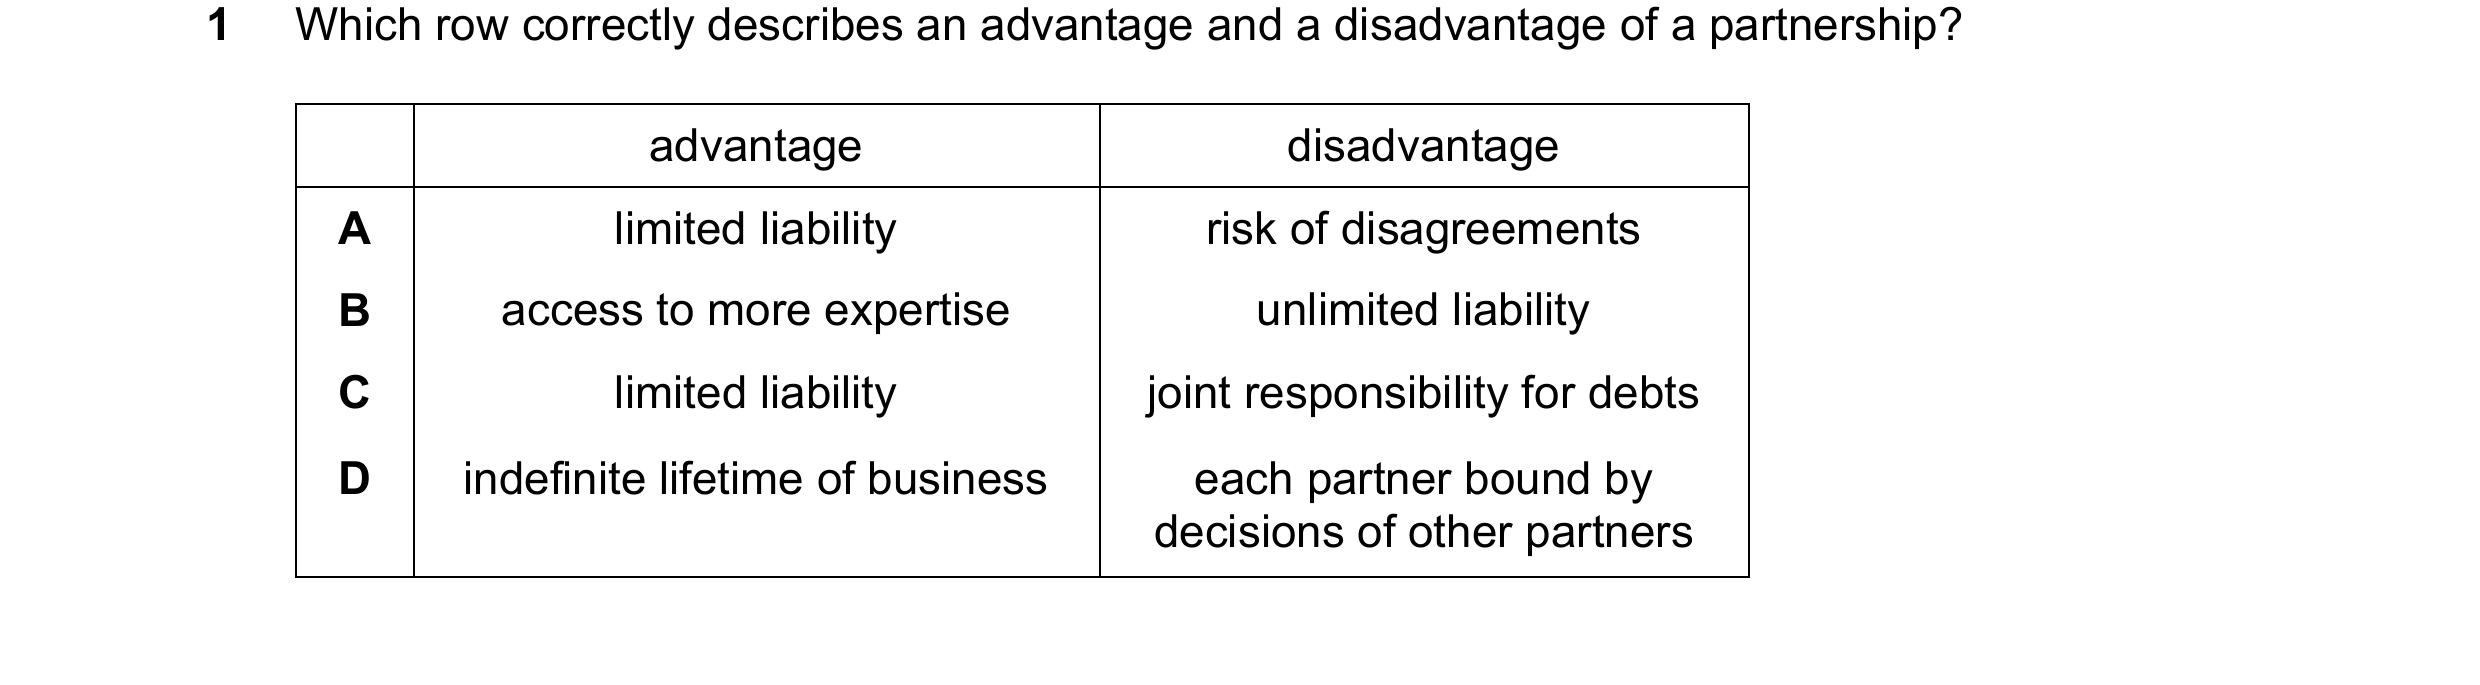 1 Which row correctly describes an advantage and a disadvantage of a partnership?
advantage disadvantage
A limited liability risk of disagreements
B access to more expertise unlimited liability
C limited liability joint responsibility for debts
D indefinite lifetime of business each partner bound by
decisions of other partners